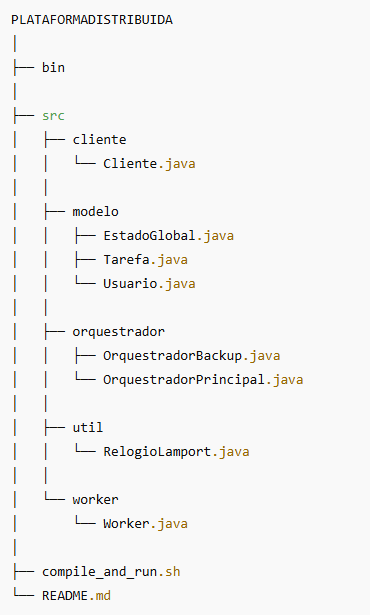 PLATAFORMADISTRIBUIDA
│
├── bin
│
├── src
│   ├── cliente
│   │   └── Cliente.java
│   │
│   ├── modelo
│   │   ├── EstadoGlobal.java
│   │   ├── Tarefa.java
│   │   └── Usuario.java
│   │
│   ├── orquestrador
│   │   ├── OrquestradorBackup.java
│   │   └── OrquestradorPrincipal.java
│   │
│   ├── util
│   │   └── RelogioLamport.java
│   │
│   └── worker
│       └── Worker.java
│
├── compile_and_run.sh
└── README.md